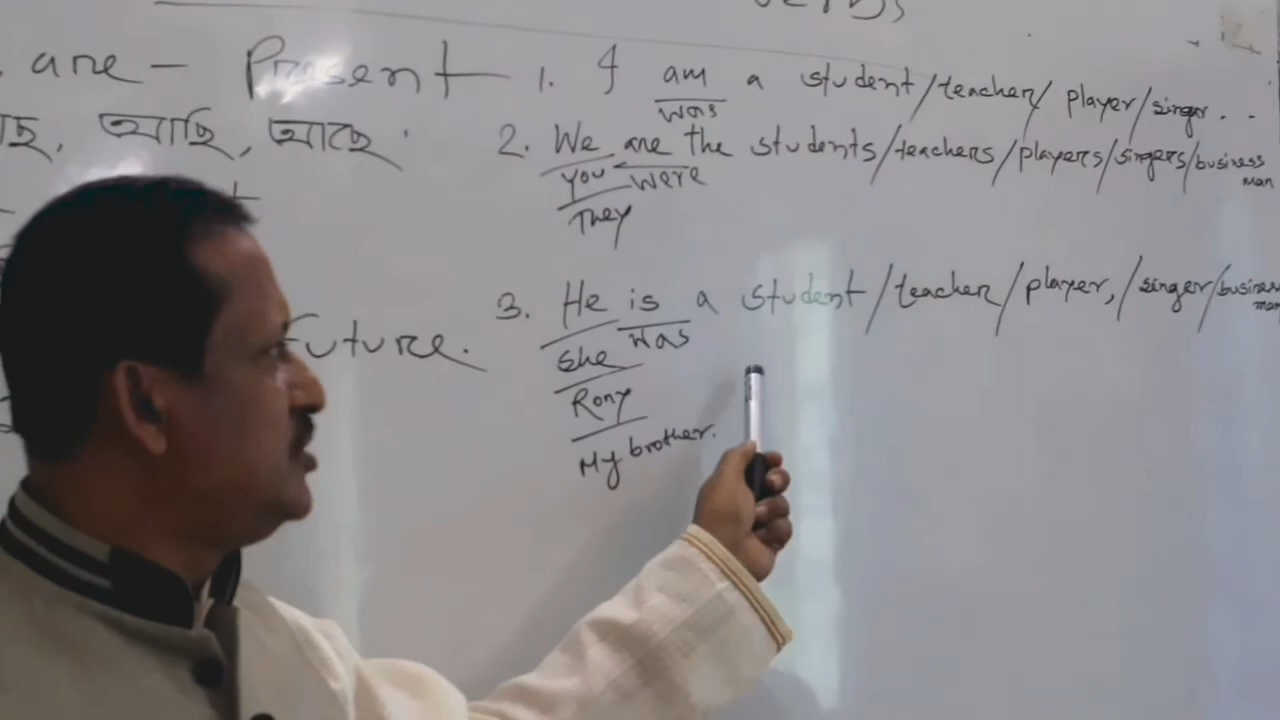 are - Present
1. I am a student/teacher/player/singer...
was
আছি, আছে.
2. We are the students/teachers/players/singers/business man
You were
They
Future.
3. He is a student/teacher/player,/singer/business man
She was
Rony
My brother.